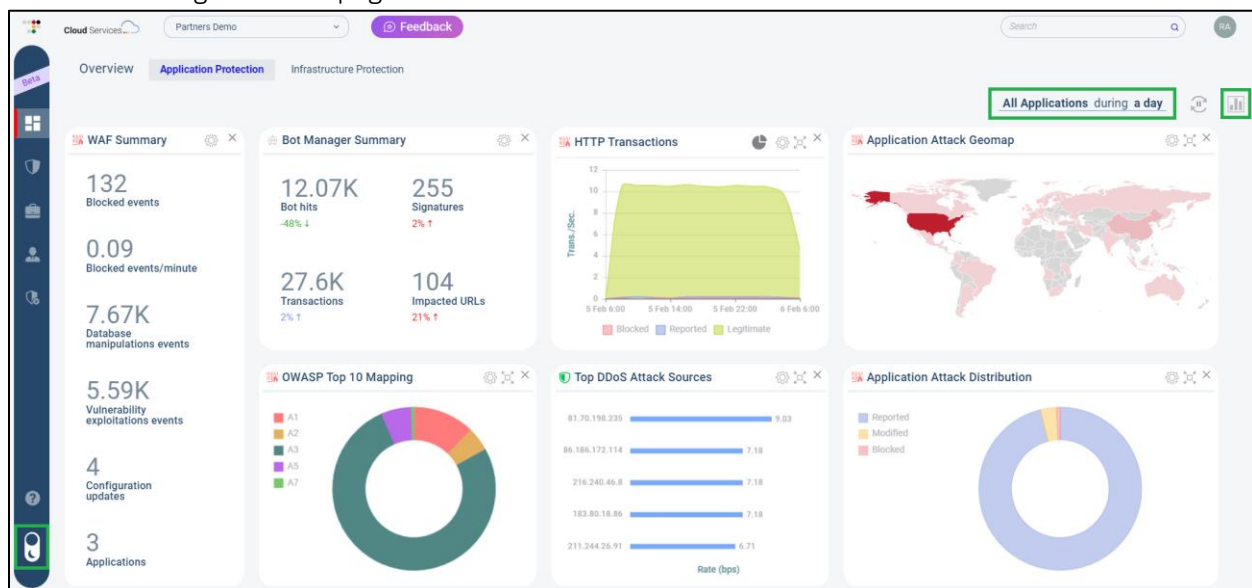 Cloud Services
Partners Demo
Feedback
Search
RA
Beta
Overview
Application Protection
Infrastructure Protection
All Applications during a day
WAF Summary
132
Blocked events
0.09
Blocked events/minute
7.67K
Database
manipulations events
5.59K
Vulnerability
exploitations events
4
Configuration
updates
3
Applications
Bot Manager Summary
12.07K
Bot hits
-48% ↓
255
Signatures
2% ↑
27.6K
Transactions
2% ↑
104
Impacted URLs
21% ↑
HTTP Transactions
Trans./Sec.
12
10
8
6
4
2
0
5 Feb 6:00
5 Feb 14:00
5 Feb 22:00
6 Feb 6:00
Blocked
Reported
Legitimate
Application Attack Geomap
OWASP Top 10 Mapping
A1
A2
A3
A5
A7
Top DDoS Attack Sources
81.70.198.235
9.03
86.186.172.114
7.18
216.240.46.8
7.18
183.80.18.86
7.18
211.244.26.91
6.71
Rate (bps)
Application Attack Distribution
Reported
Modified
Blocked